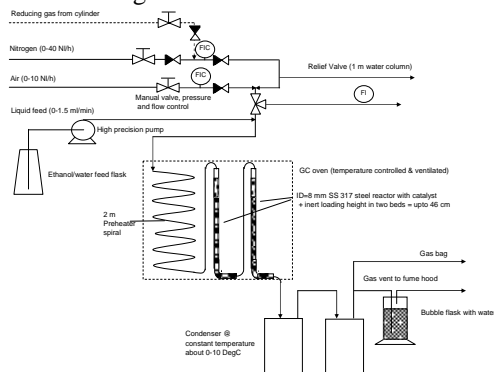 Reducing gas from cylinder
FIC
Nitrogen (0-40 Nl/h)
Relief Valve (1 m water column)
FIC
Air (0-10 Nl/h)
FI
Manual valve, pressure
and flow control
Liquid feed (0-1.5 ml/min)
High precision pump
GC oven (temperature controlled & ventilated)
Ethanol/water feed flask
ID=8 mm SS 317 steel reactor with catalyst
+ inert loading height in two beds = upto 46 cm
2 m
Preheater
spiral
Gas bag
Gas vent to fume hood
Bubble flask with water
Condenser @
constant temperature
about 0-10 DegC